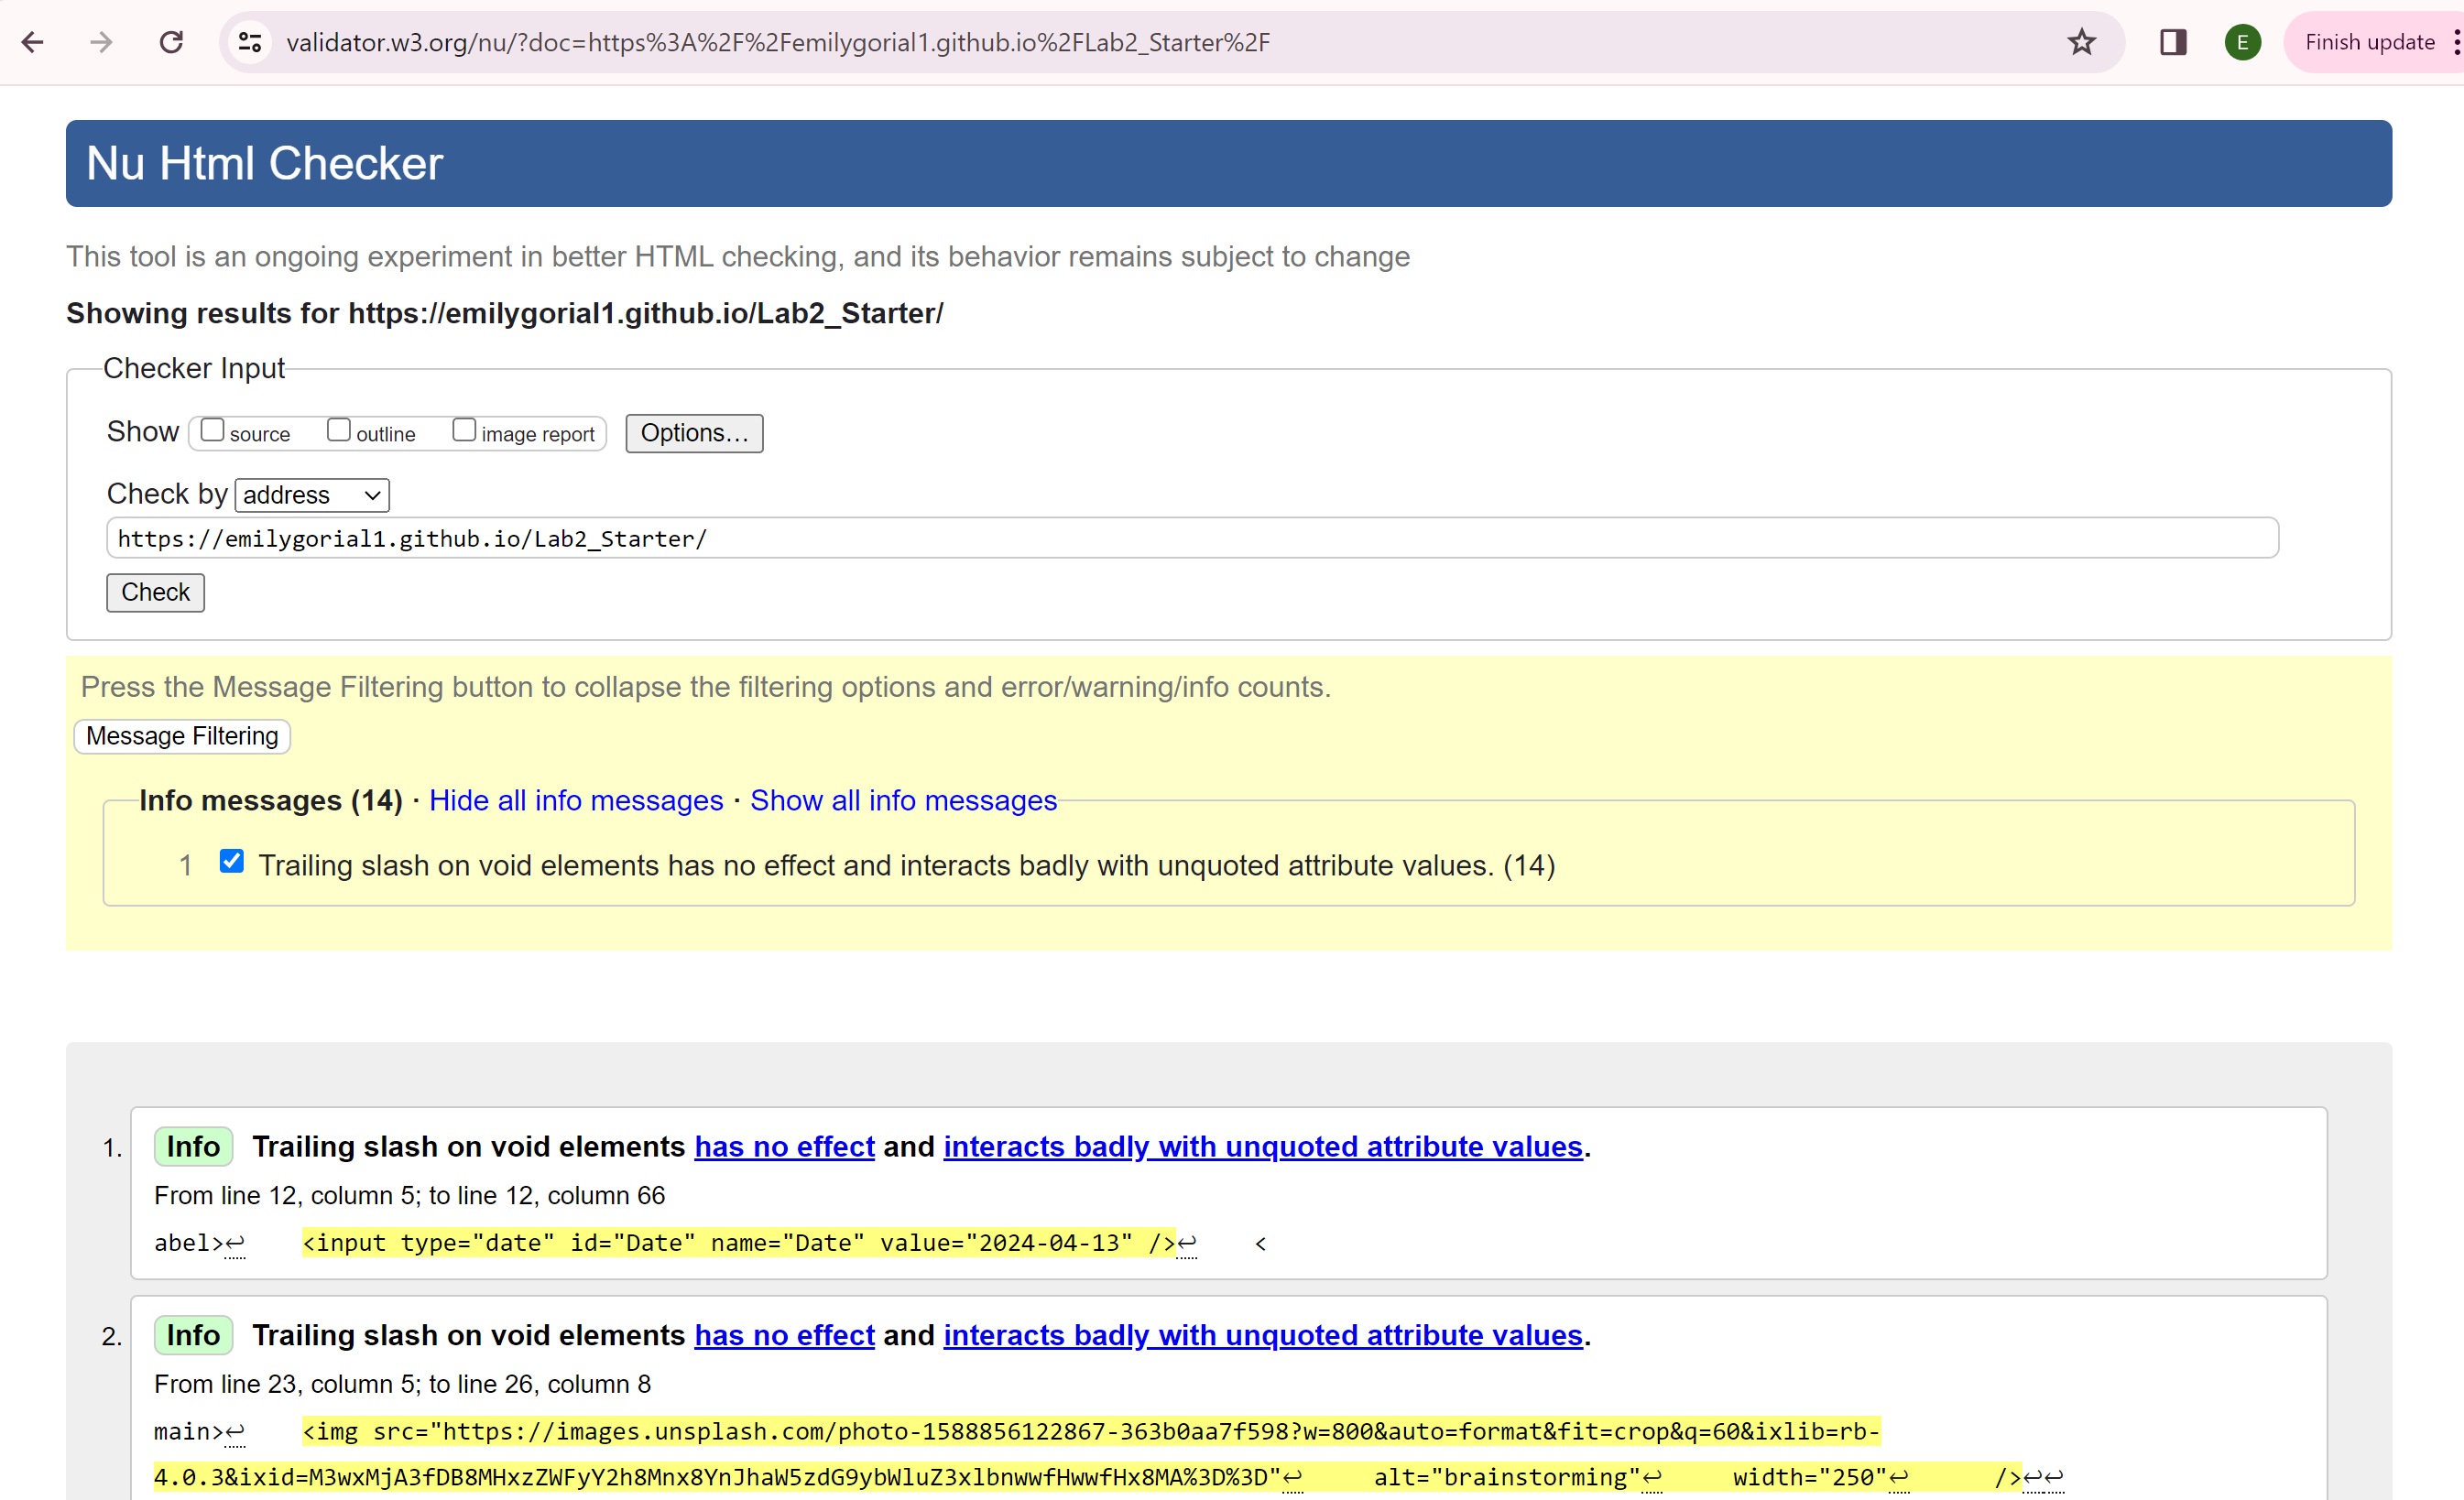 validator.w3.org/nu/?doc=https%3A%2F%2Femilygorial1.github.io%2FLab2_Starter%2F
E
Finish update
Nu Html Checker
This tool is an ongoing experiment in better HTML checking, and its behavior remains subject to change
Showing results for https://emilygorial1.github.io/Lab2_Starter/
Checker Input
Show source outline image report Options...
Check by address
https://emilygorial1.github.io/Lab2_Starter/
Check
Press the Message Filtering button to collapse the filtering options and error/warning/info counts.
Message Filtering
Info messages (14) · Hide all info messages · Show all info messages
1 Trailing slash on void elements has no effect and interacts badly with unquoted attribute values. (14)
1. Info Trailing slash on void elements has no effect and interacts badly with unquoted attribute values.
From line 12, column 5; to line 12, column 66
abel>↩ <input type="date" id="Date" name="Date" value="2024-04-13" />↩ <
2. Info Trailing slash on void elements has no effect and interacts badly with unquoted attribute values.
From line 23, column 5; to line 26, column 8
main>↩ <img src="https://images.unsplash.com/photo-1588856122867-363b0aa7f598?w=800&auto=format&fit=crop&q=60&ixlib=rb-
4.0.3&ixid=M3wxMjA3fDB8MHxzZWFyY2h8Mnx8YnJhaW5zdG9ybWluZ3xlbnwwfHwwfHx8MA%3D%3D"↩ alt="brainstorming"↩ width="250"↩ />↩↩